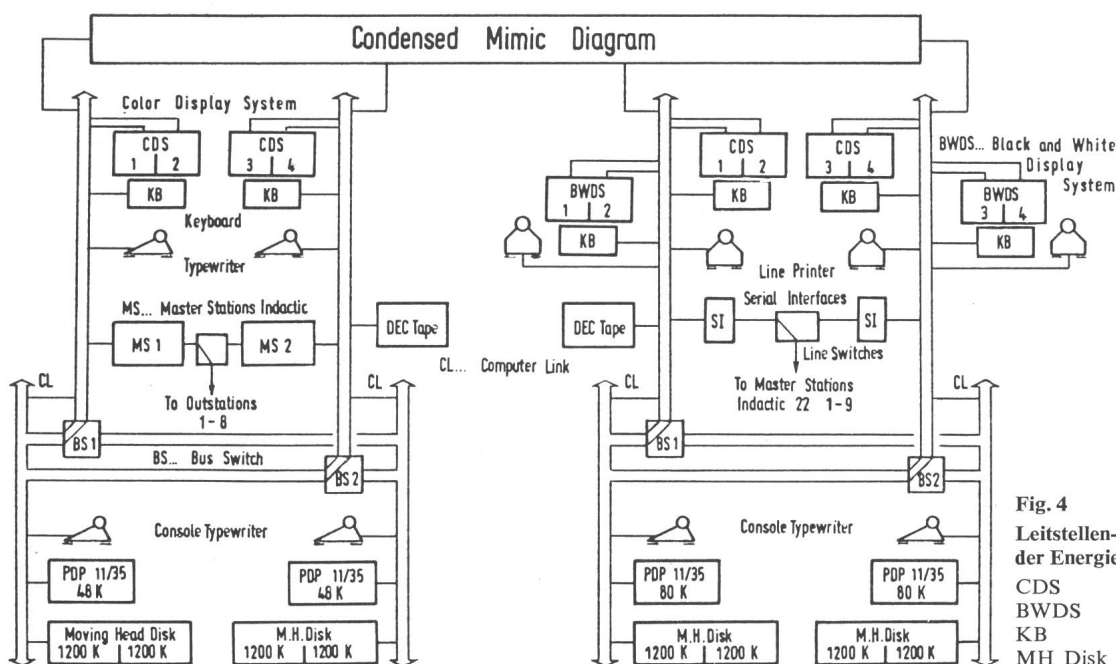 Condensed Mimic Diagram
Color Display System
CDS
1 2
CDS
3 4
KB
KB
Keyboard
Typewriter
MS... Master Stations Indactic
MS 1
MS 2
To Outstations
1-8
DEC Tape
CL... Computer Link
CL
CL
BS1
BS... Bus Switch
BS2
Console Typewriter
PDP 11/35
48 K
PDP 11/35
48 K
Moving Head Disk
1200 K 1200 K
M.H. Disk
1200 K 1200 K
CDS
1 2
CDS
3 4
KB
KB
BWDS... Black and White
Display
System
BWDS
1 2
KB
BWDS
3 4
KB
Line Printer
Serial Interfaces
SI
SI
DEC Tape
Line Switches
To Master Stations
Indactic 22 1-9
CL
CL
BS1
BS2
Console Typewriter
PDP 11/35
80 K
PDP 11/35
80 K
M.H. Disk
1200 K 1200 K
M.H. Disk
1200 K 1200 K
Fig. 4
Leitstellen-
der Energie
CDS
BWDS
KB
MH Disk